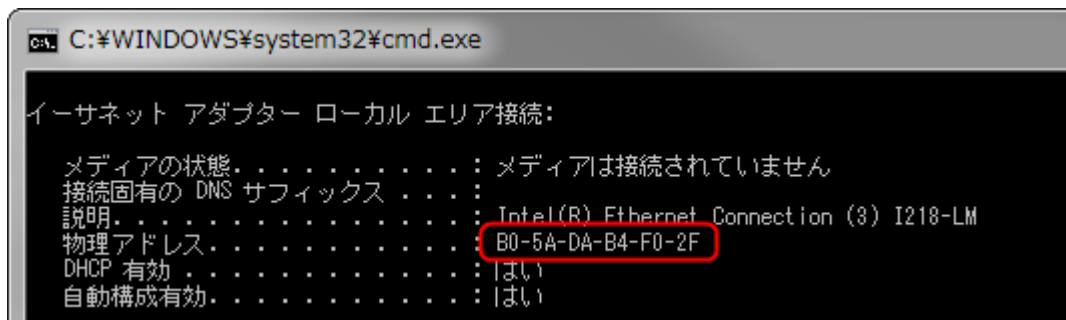 C:¥WINDOWS¥system32¥cmd.exe
イーサネット アダプター ローカル エリア接続:
メディアの状態. . . . . . . . . . . : メディアは接続されていません
接続固有の DNS サフィックス . . . . :
説明. . . . . . . . . . . . . . . . : Intel(R) Ethernet Connection (3) I218-LM
物理アドレス. . . . . . . . . . . . : B0-5A-DA-B4-F0-2F
DHCP 有効 . . . . . . . . . . . . . : はい
自動構成有効. . . . . . . . . . . . : はい